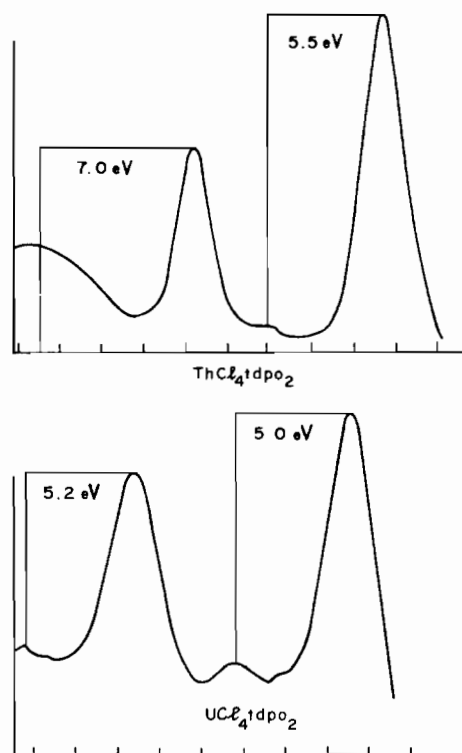 5.5 eV
7.0 eV
ThCℓ₄tdpo₂
5.0 eV
5.2 eV
UCℓ₄tdpo₂